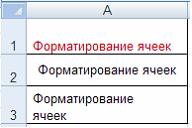 A
1 Форматирование ячеек
2 Форматирование ячеек
Форматирование
3 ячеек